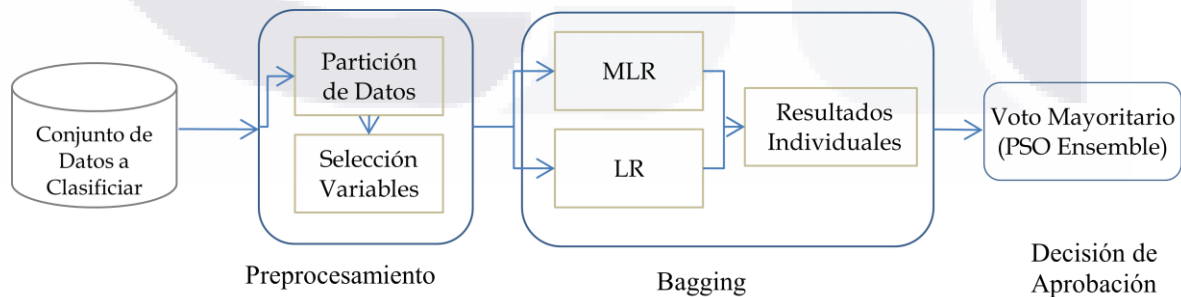 Conjunto de
Datos a
Clasificiar
Partición
de Datos
Selección
Variables
Preprocesamiento
MLR
LR
Resultados
Individuales
Bagging
Voto Mayoritario
(PSO Ensemble)
Decisión de
Aprobación